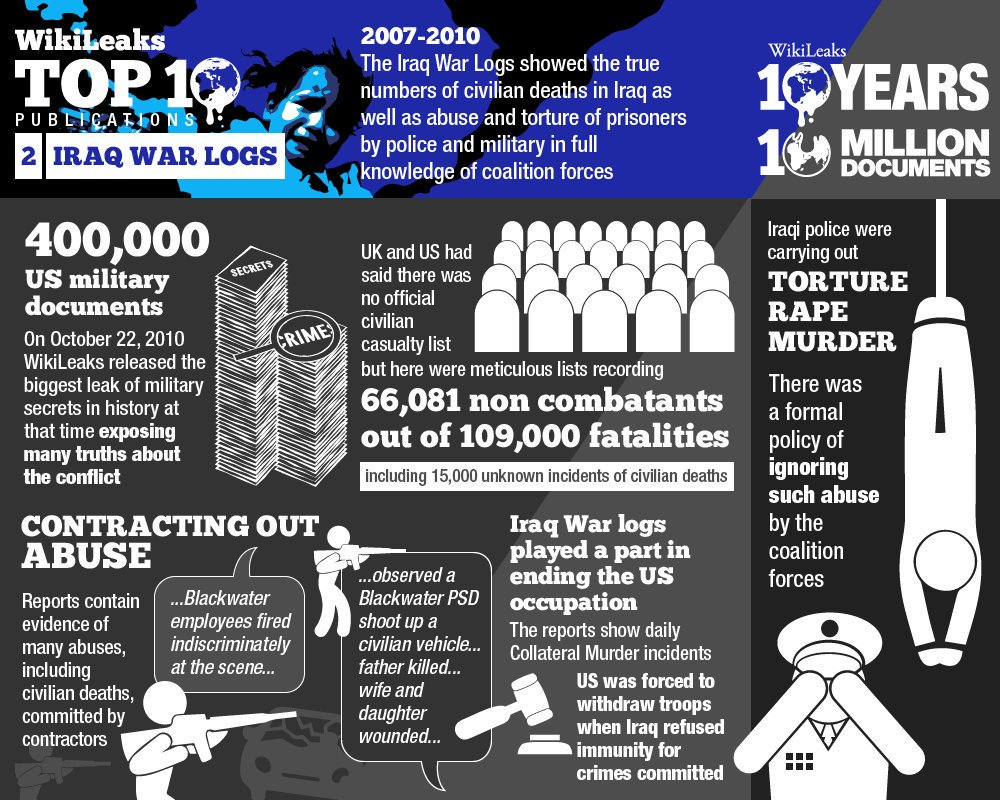 WikiLeaks
TOP 10
PUBLICATIONS
2 IRAQ WAR LOGS
2007-2010
The Iraq War Logs showed the true
numbers of civilian deaths in Iraq as
well as abuse and torture of prisoners
by police and military in full
knowledge of coalition forces
WikiLeaks
10 YEARS
10 MILLION
DOCUMENTS
400,000
US military
documents
On October 22, 2010
WikiLeaks released the
biggest leak of military
secrets in history at
that time exposing
many truths about
the conflict
SECRETS
CRIMES
UK and US had
said there was
no official
civilian
casualty list
but here were meticulous lists recording
66,081 non combatants
out of 109,000 fatalities
including 15,000 unknown incidents of civilian deaths
Iraqi police were
carrying out
TORTURE
RAPE
MURDER
There was
a formal
policy of
ignoring
such abuse
by the
coalition
forces
CONTRACTING OUT
ABUSE
Reports contain
evidence of
many abuses,
including
civilian deaths,
committed by
contractors
...Blackwater
employees fired
indiscriminately
at the scene...
...observed a
Blackwater PSD
shoot up a
civilian vehicle...
father killed...
wife and
daughter
wounded...
Iraq War logs
played a part in
ending the US
occupation
The reports show daily
Collateral Murder incidents
US was forced to
withdraw troops
when Iraq refused
immunity for
crimes committed